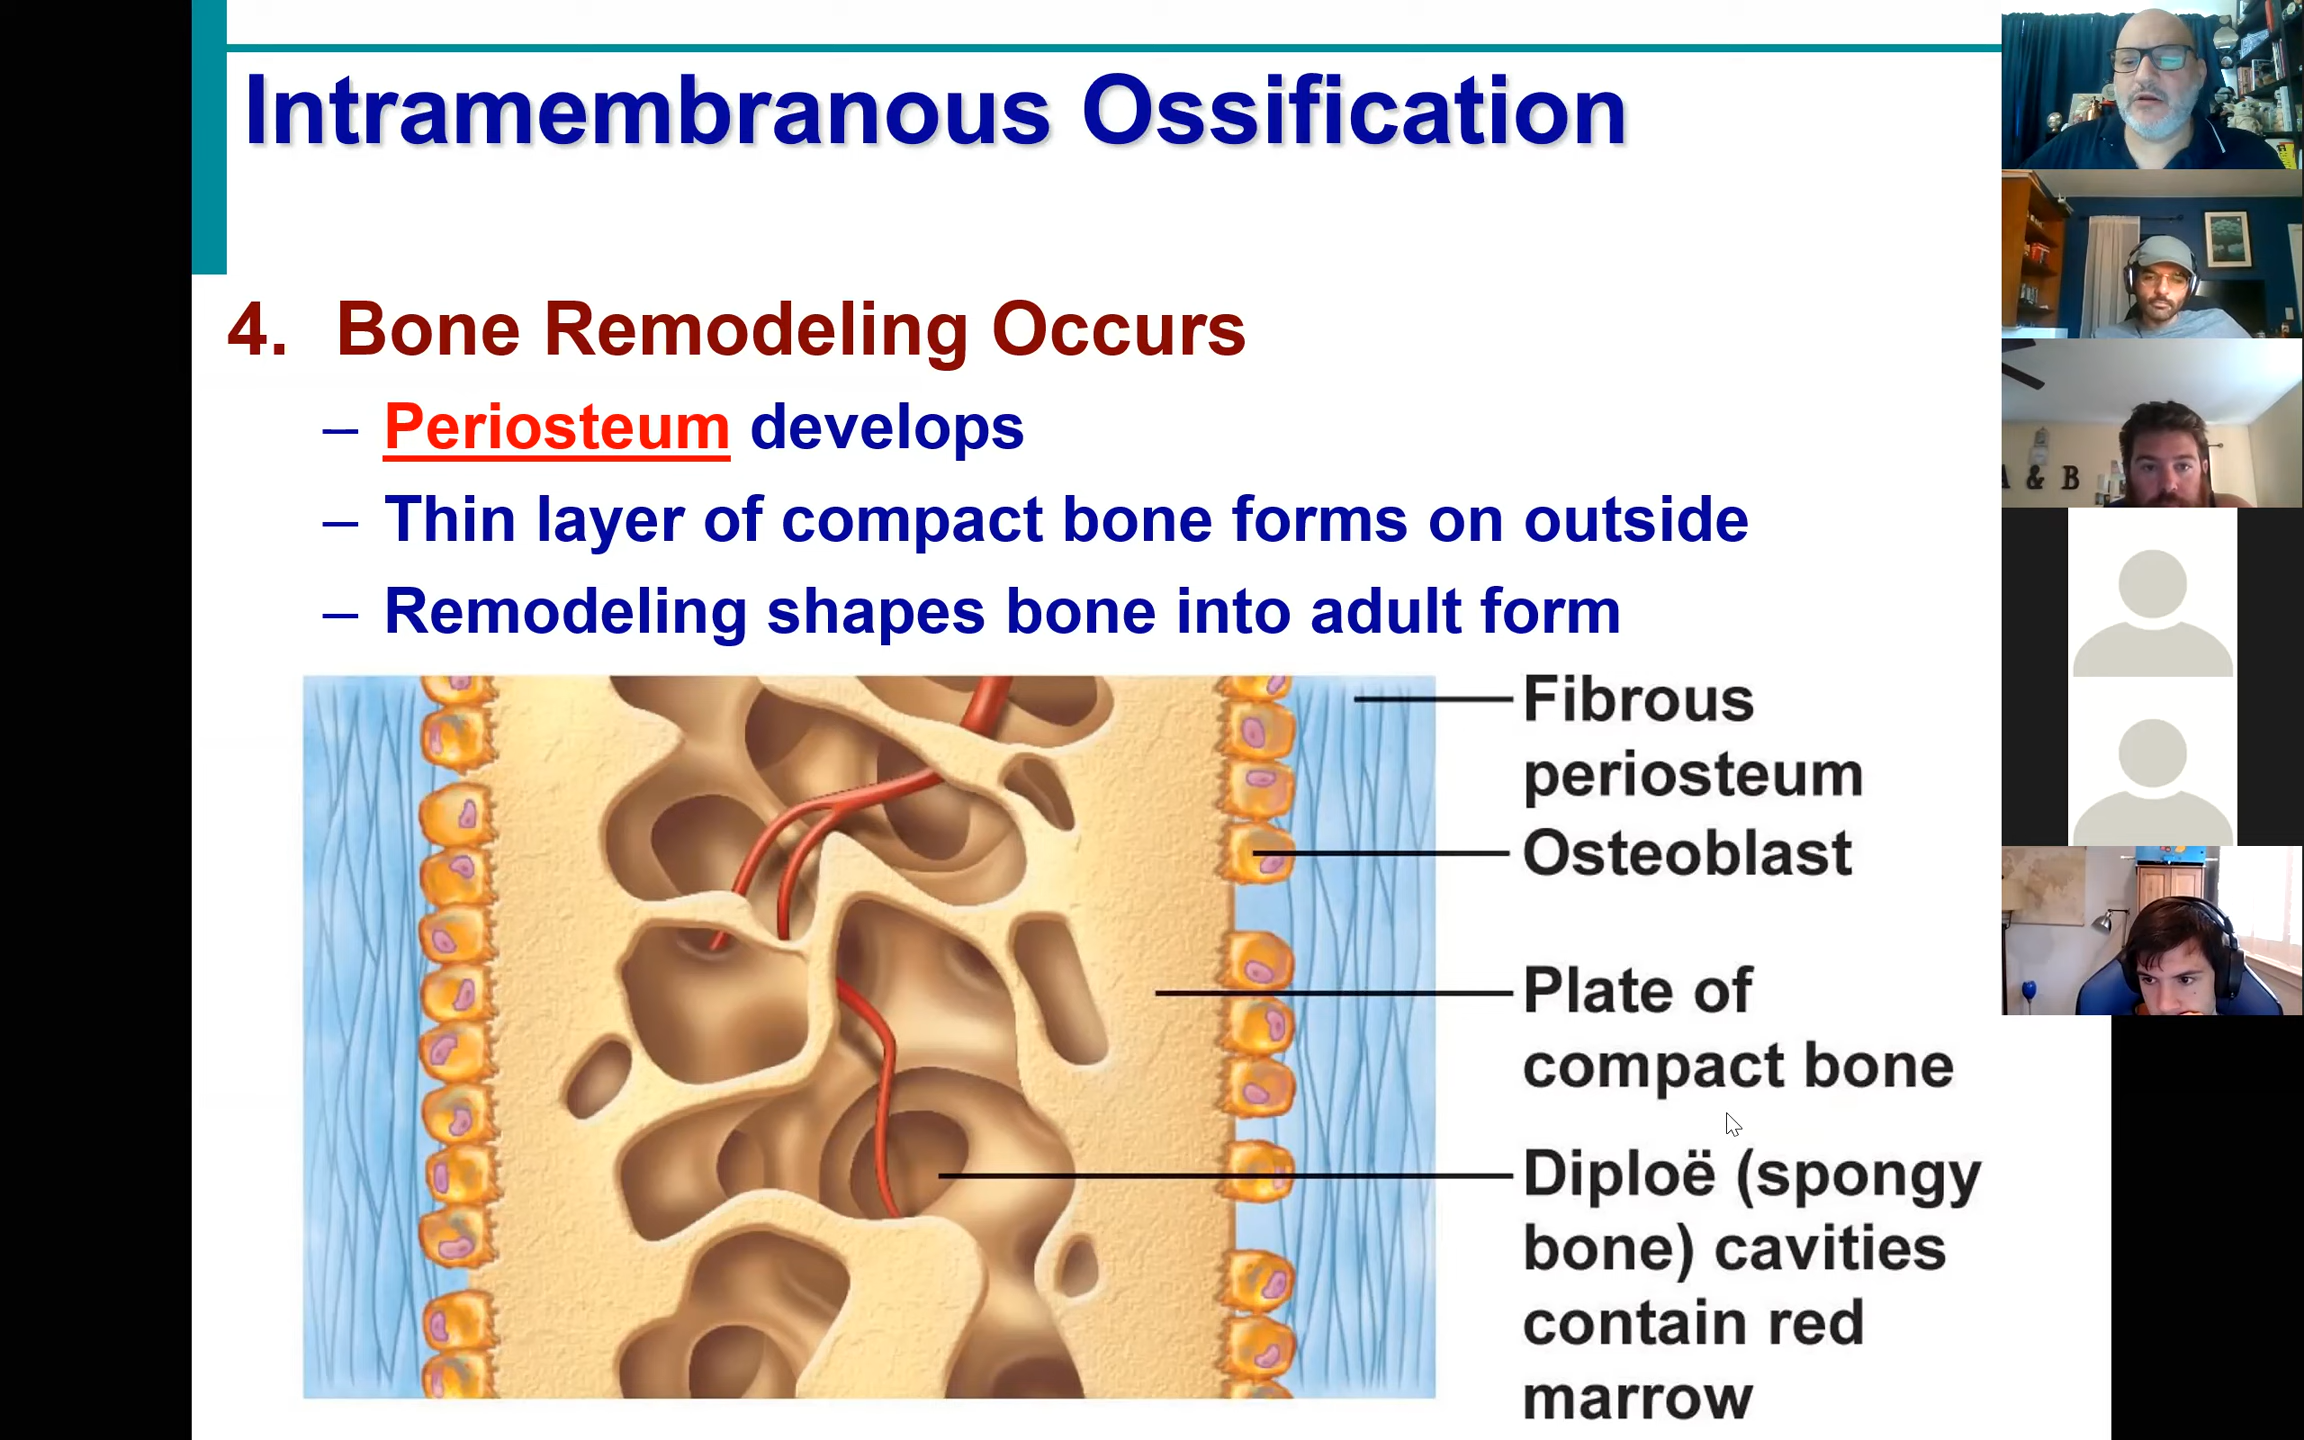 Intramembranous Ossification
4. Bone Remodeling Occurs
– Periosteum develops
– Thin layer of compact bone forms on outside
– Remodeling shapes bone into adult form
Fibrous
periosteum
Osteoblast
Plate of
compact bone
Diploë (spongy
bone) cavities
contain red
marrow
& B